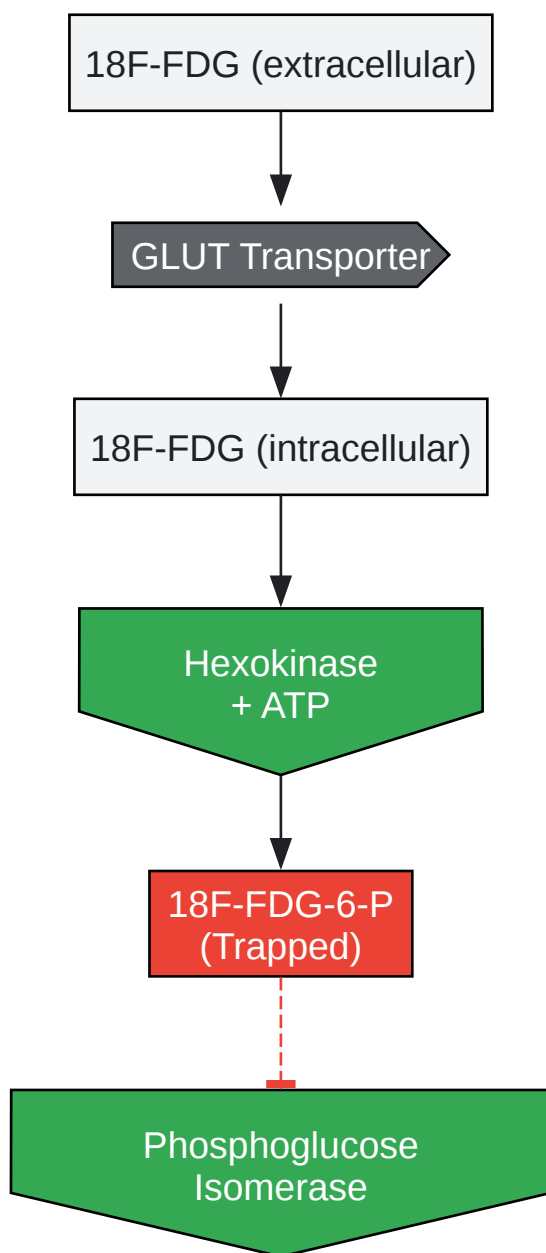 18F-FDG (extracellular)
GLUT Transporter
18F-FDG (intracellular)
Hexokinase
+ ATP
18F-FDG-6-P
(Trapped)
Phosphoglucose
Isomerase